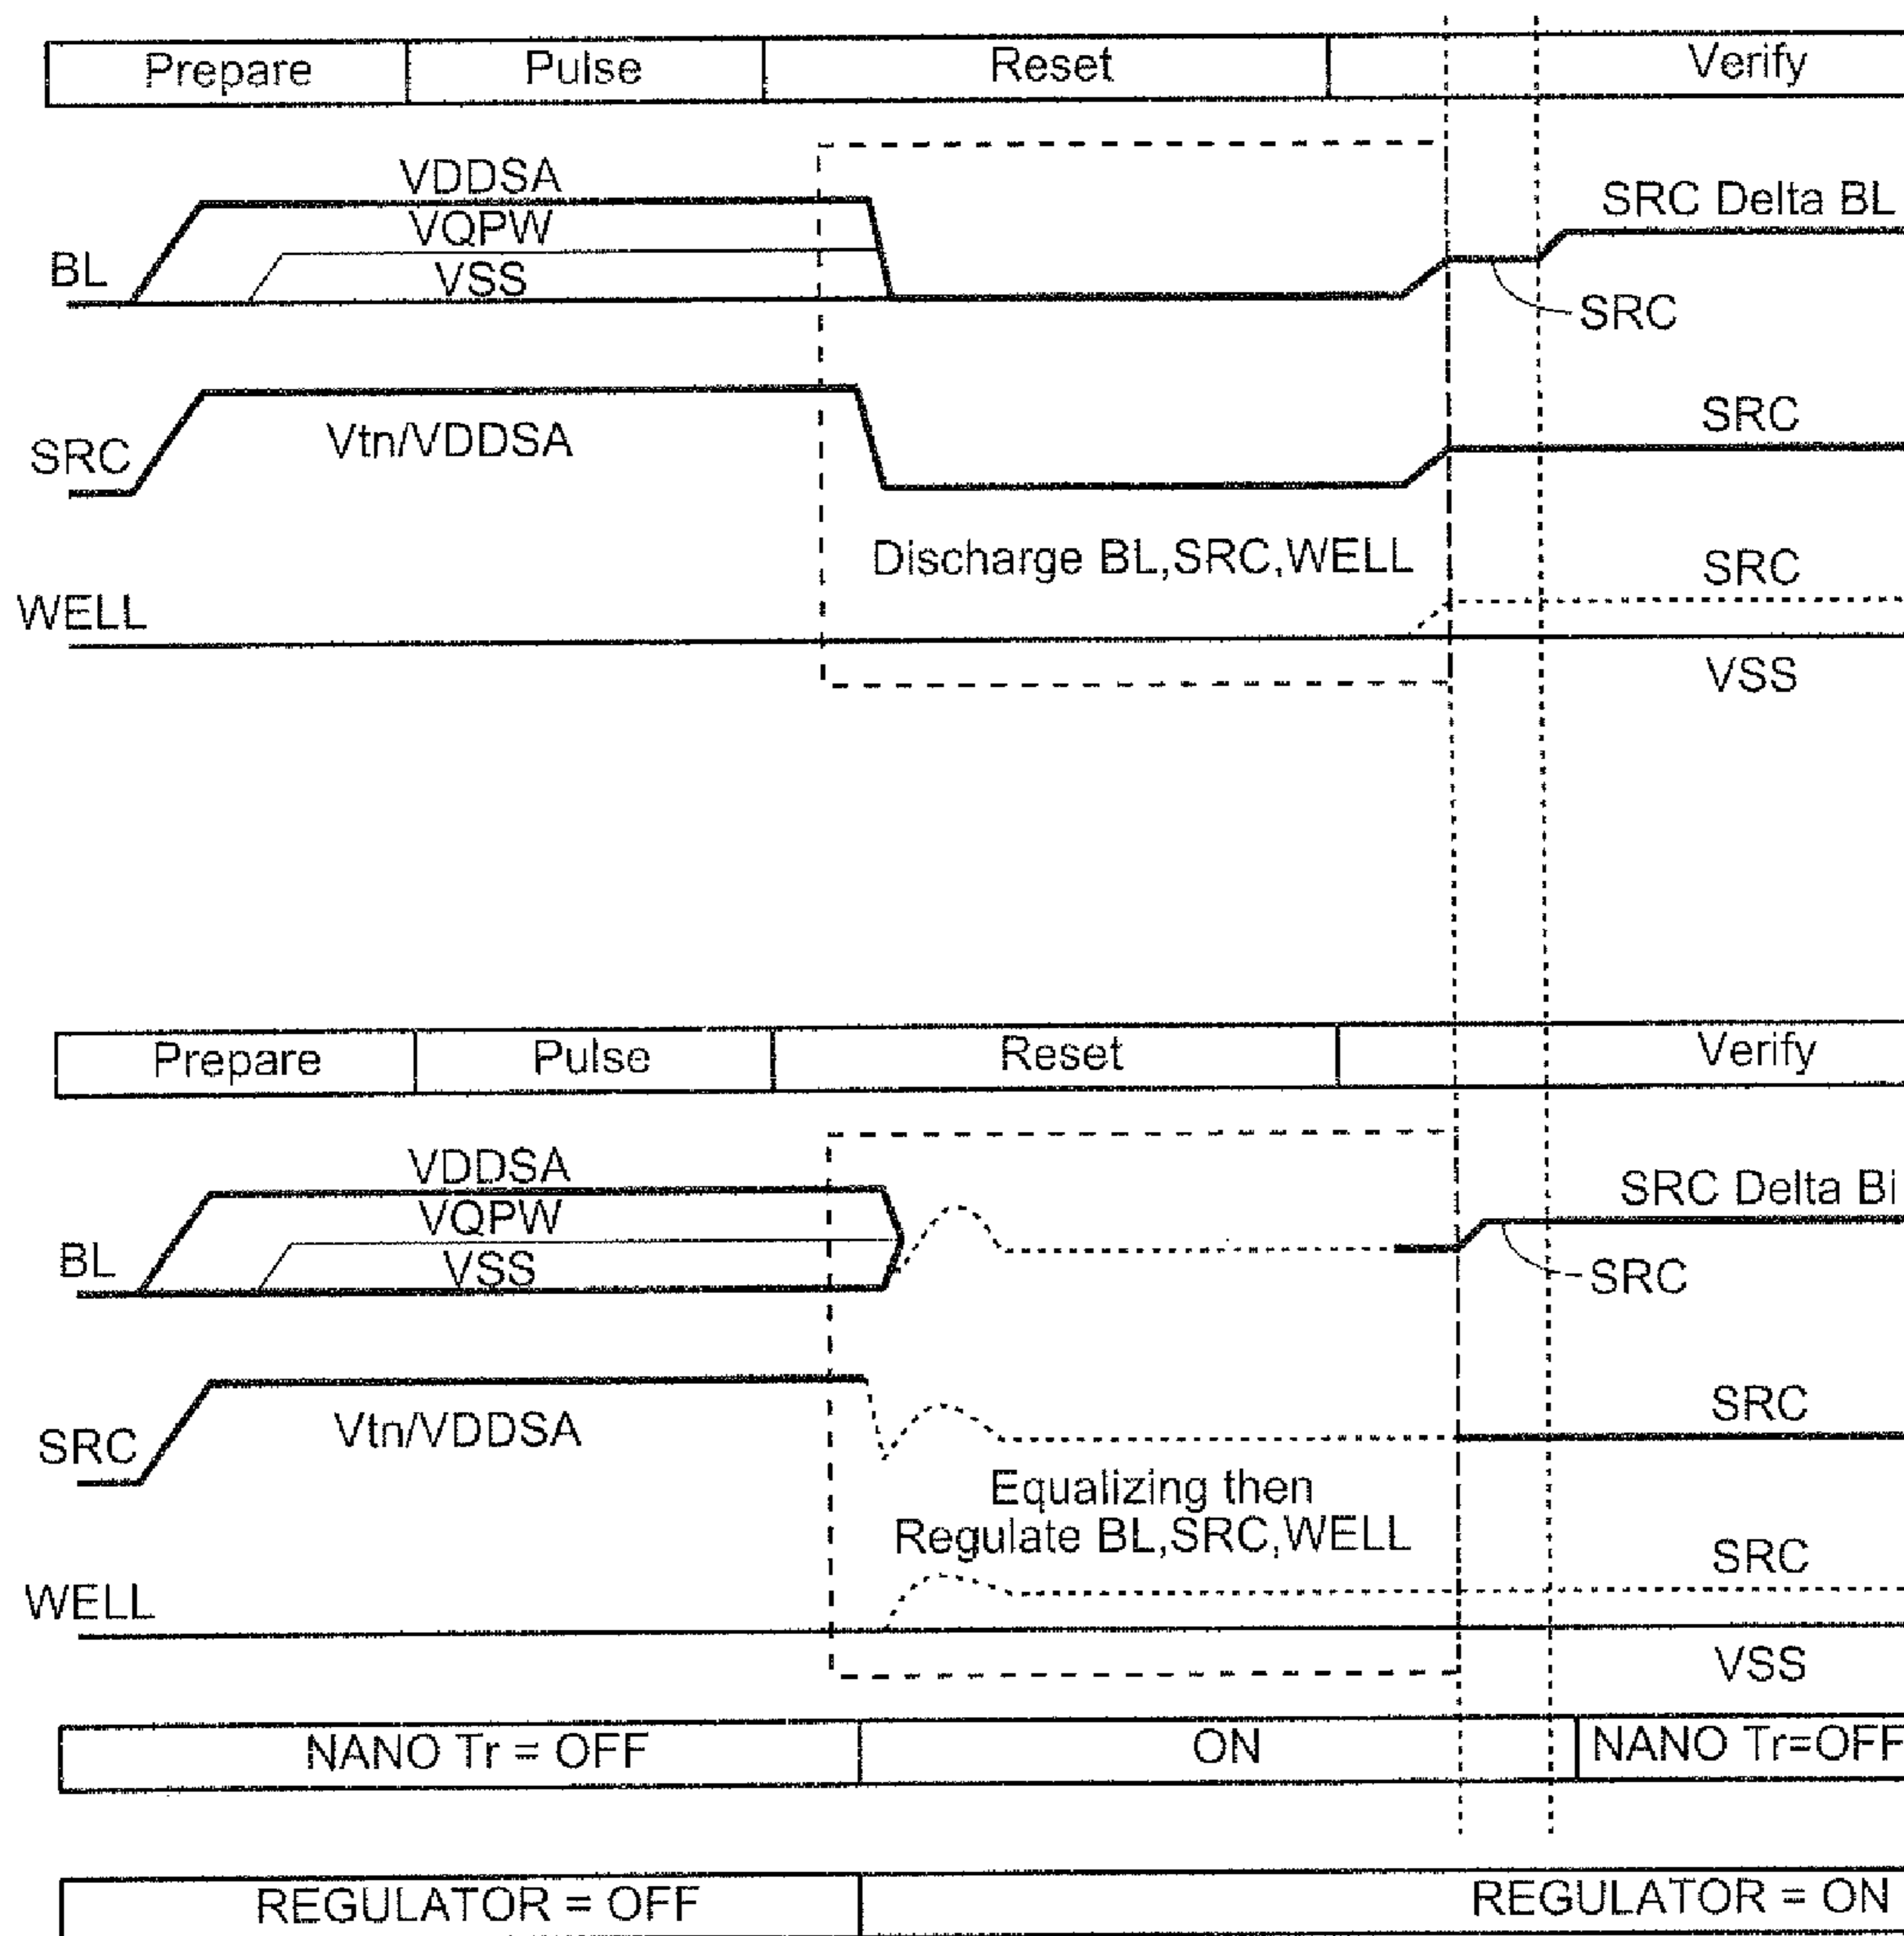 Prepare Pulse Reset Verify
VDDSA
SRC Delta BL
VQPW
BL
VSS
SRC
SRC
Vtn/VDDSA
SRC
Discharge BL,SRC,WELL
SRC
WELL
VSS
Prepare Pulse Reset Verify
VDDSA
SRC Delta Bi
VQPW
BL
VSS
SRC
SRC
Vtn/VDDSA
SRC
Equalizing then
Regulate BL,SRC,WELL
SRC
WELL
VSS
NANO Tr = OFF ON NANO Tr=OFF
REGULATOR = OFF REGULATOR = ON